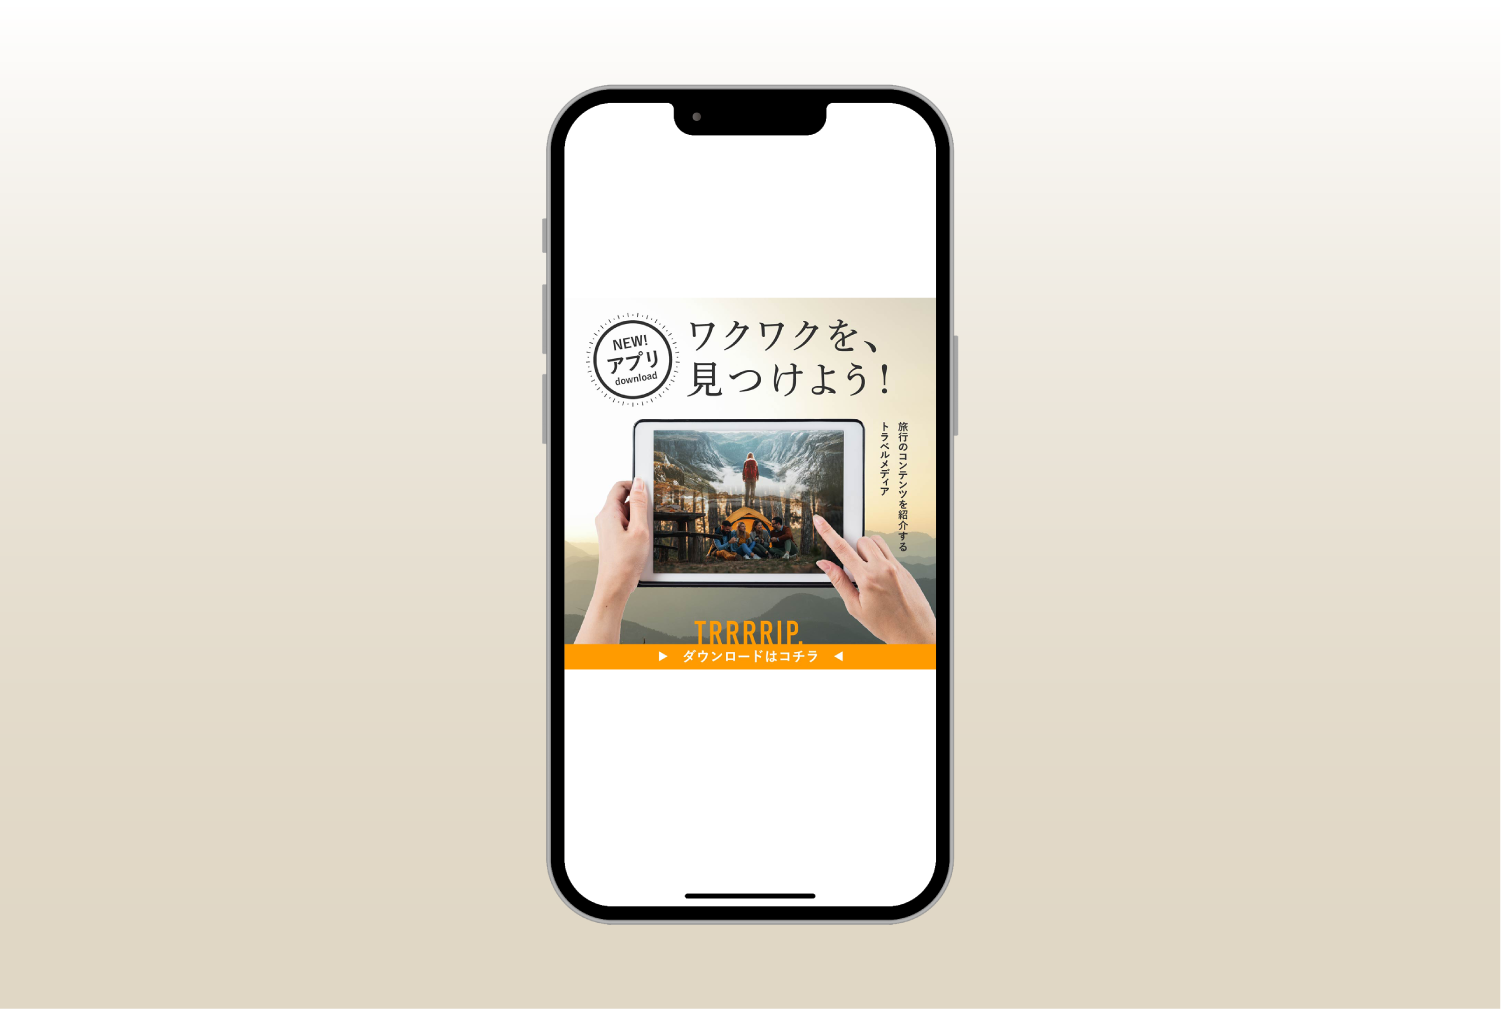 NEW!
アプリ
download
ワクワクを、
見つけよう!
旅行のコンテンツを紹介する
トラベルメディア
TRRRRIP.
▶ ダウンロードはコチラ ◀